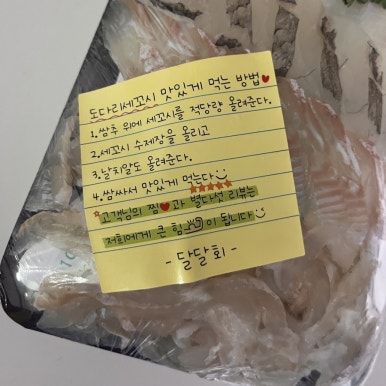 도다리세꼬시 맛있게 먹는 방법♥
1. 쌈추 위에 세꼬시를 적당량 올려준다.
2. 세꼬시 수제장을 올리고
3. 날치알도 올려준다.
4. 쌈싸서 맛있게 먹는다
고객님의 찜♥과 별다섯 리뷰는
저희에게 큰 힘이 됩니다
- 달달회 -